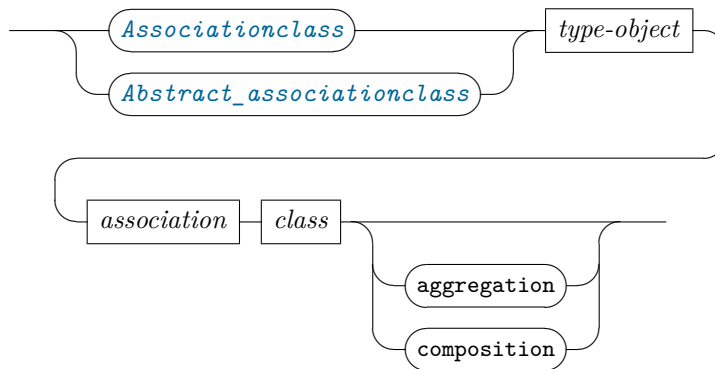 Associationclass type-object
Abstract_associationclass
association class
aggregation
composition